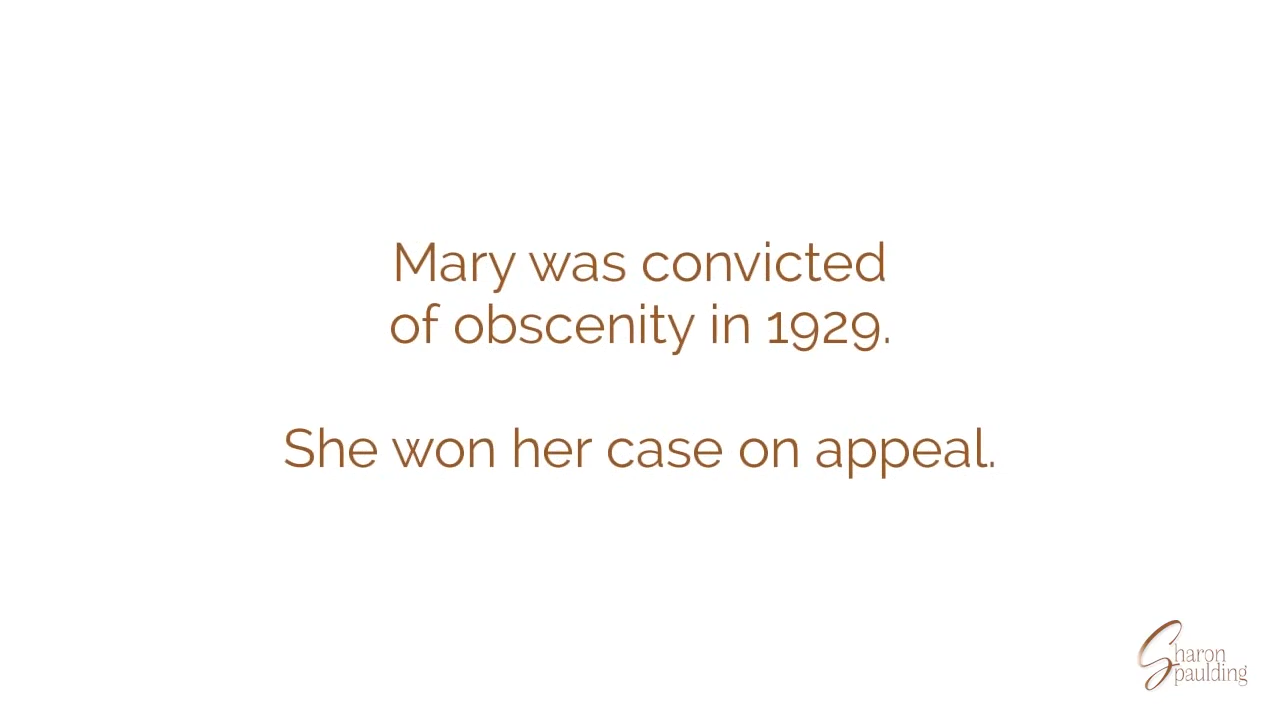 Mary was convicted
of obscenity in 1929.
She won her case on appeal.
Sharon
Spaulding